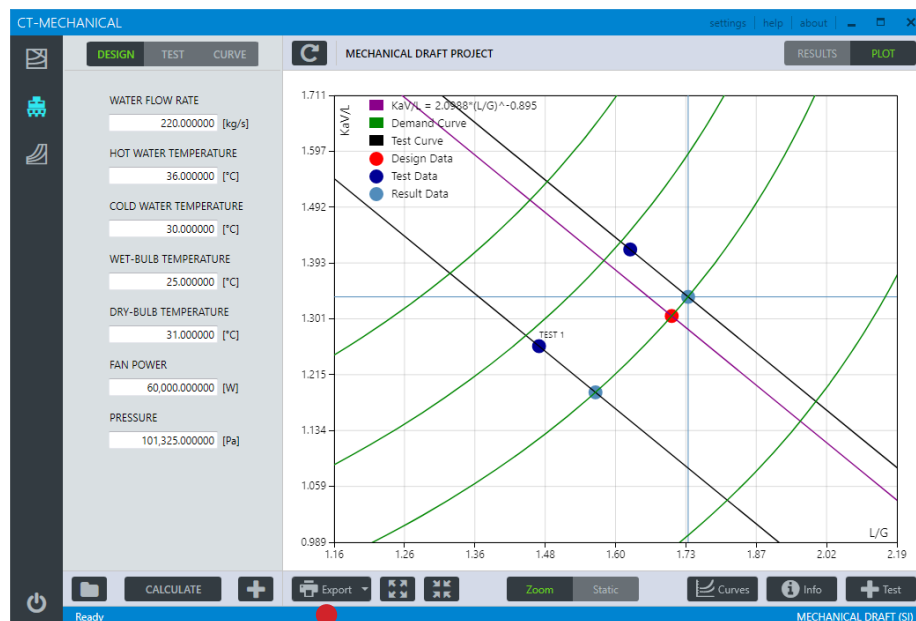 CT-MECHANICAL
settings | help | about
DESIGN TEST CURVE
MECHANICAL DRAFT PROJECT
RESULTS PLOT
WATER FLOW RATE
220.000000 [kg/s]
HOT WATER TEMPERATURE
36.000000 [°C]
COLD WATER TEMPERATURE
30.000000 [°C]
WET-BULB TEMPERATURE
25.000000 [°C]
DRY-BULB TEMPERATURE
31.000000 [°C]
FAN POWER
60,000.000000 [W]
PRESSURE
101,325.000000 [Pa]
KaV/L
KaV/L = 2.0988*(L/G)^-0.895
Demand Curve
Test Curve
Design Data
Test Data
Result Data
1.711
1.597
1.492
1.393
1.301
1.215
1.134
1.059
0.989
TEST 1
L/G
1.16 1.26 1.36 1.48 1.60 1.73 1.87 2.02 2.19
CALCULATE
Export
Zoom Static
Curves
Info
Test
Ready
MECHANICAL DRAFT (SI)